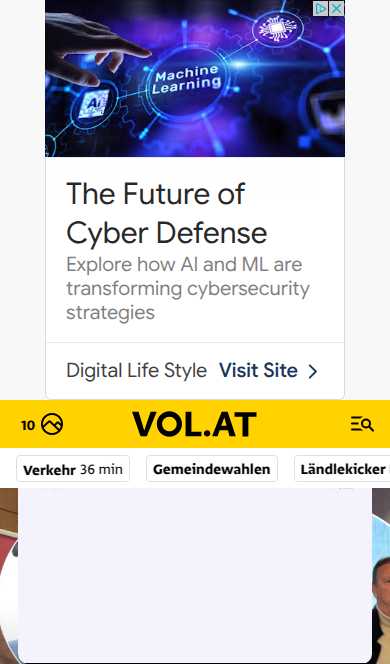 Machine
Learning
Ai
The Future of
Cyber Defense
Explore how AI and ML are
transforming cybersecurity
strategies
Digital Life Style Visit Site
10 VOL.AT
Verkehr 36 min Gemeindewahlen Ländlekicker